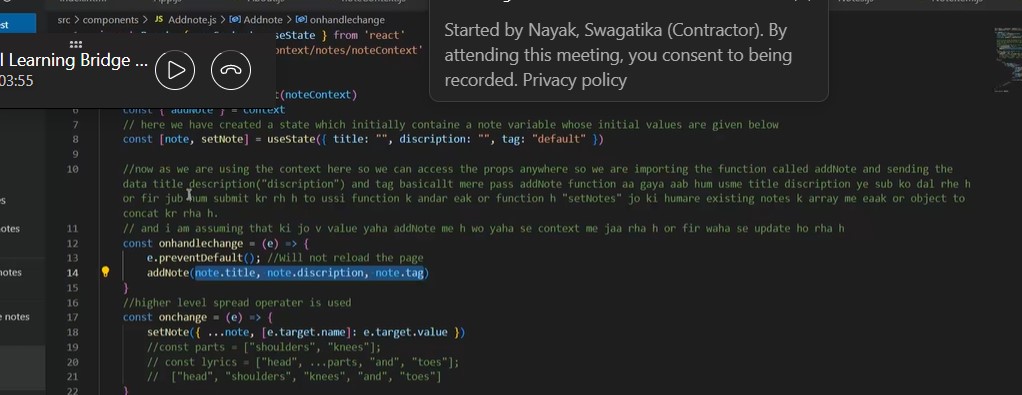 src > components > JS Addnote.js > Addnote > onhandlechange
useState } from 'react'
ontext/notes/noteContext'
l Learning Bridge ...
03:55
Started by Nayak, Swagatika (Contractor). By
attending this meeting, you consent to being
recorded. Privacy policy
t(noteContext)
6 const { addNote } = context
7 // here we have created a state which initially containe a note variable whose initial values are given below
8 const [note, setNote] = useState({ title: "", discription: "", tag: "default" })
9
10 //now as we are using the context here so we can access the props anywhere so we are importing the function called addNote and sending the
data title description("discription") and tag basicallt mere pass addNote function aa gaya aab hum usme title discription ye sub ko dal rhe h
or fir jub hum submit kr rh h to ussi function k andar eak or function h "setNotes" jo ki humare existing notes k array me eaak or object to
concat kr rha h.
11 // and i am assuming that ki jo v value yaha addNote me h wo yaha se context me jaa rha h or fir waha se update ho rha h
12 const onhandlechange = (e) => {
13 e.preventDefault(); //Will not reload the page
14 addNote(note.title, note.discription, note.tag)
15 }
16 //higher level spread operater is used
17 const onchange = (e) => {
18 setNote({ ...note, [e.target.name]: e.target.value })
19 //const parts = ["shoulders", "knees"];
20 // const lyrics = ["head", ...parts, "and", "toes"];
21 // ["head", "shoulders", "knees", "and", "toes"]
22 }
est
es
notes
e notes